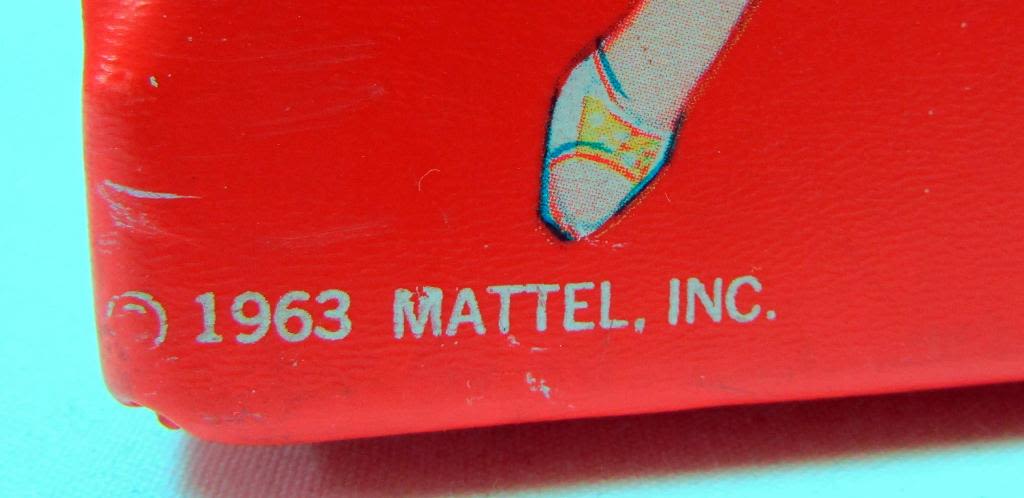 © 1963 MATTEL, INC.